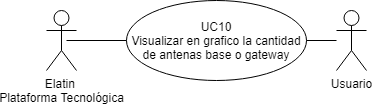 UC10
Visualizar en grafico la cantidad
de antenas base o gateway
Elatin
Plataforma Tecnológica
Usuario